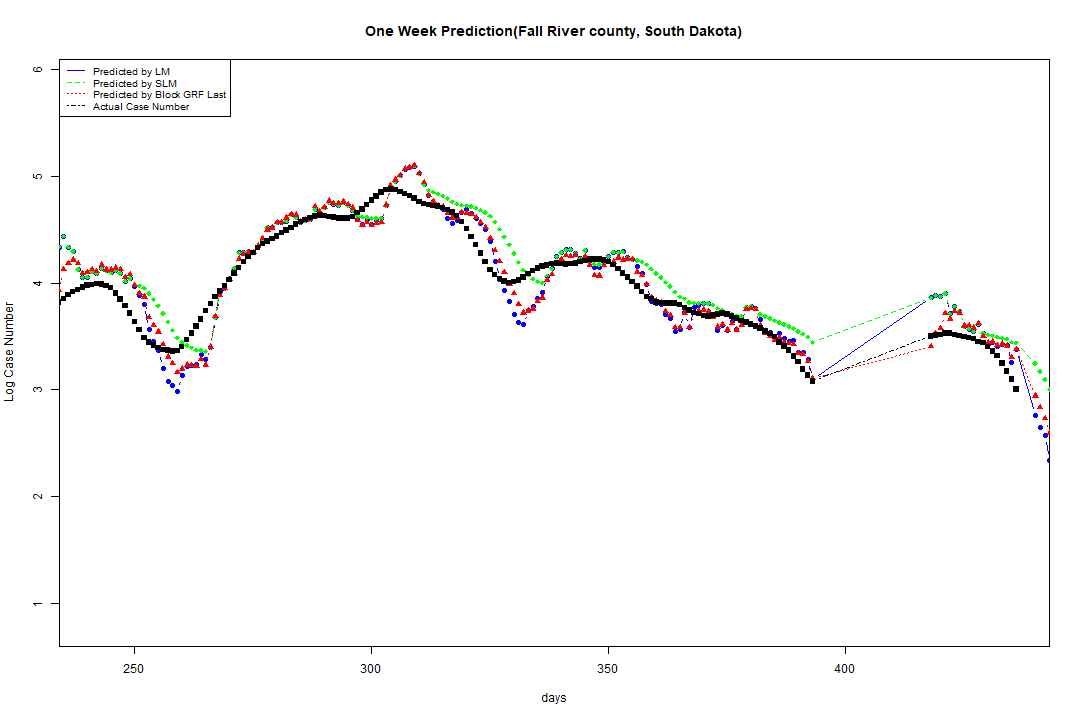 One Week Prediction(Fall River county, South Dakota)
Predicted by LM
Predicted by SLM
Predicted by Block GRF Last
Actual Case Number
6
5
4
3
2
1
Log Case Number
250
300
350
400
days